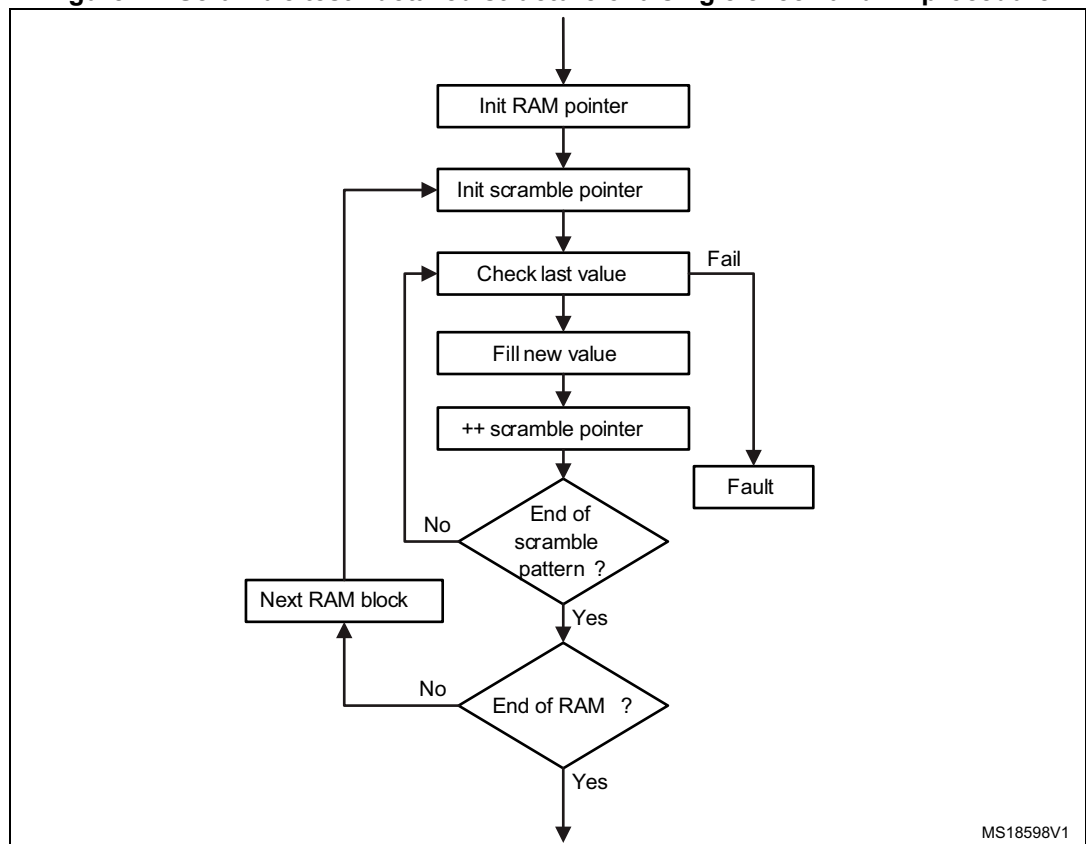 Init RAM pointer
Init scramble pointer
Check last value
Fail
Fill new value
++ scramble pointer
Fault
End of
scramble
pattern ?
No
Next RAM block
Yes
No
End of RAM ?
Yes
MS18598V1